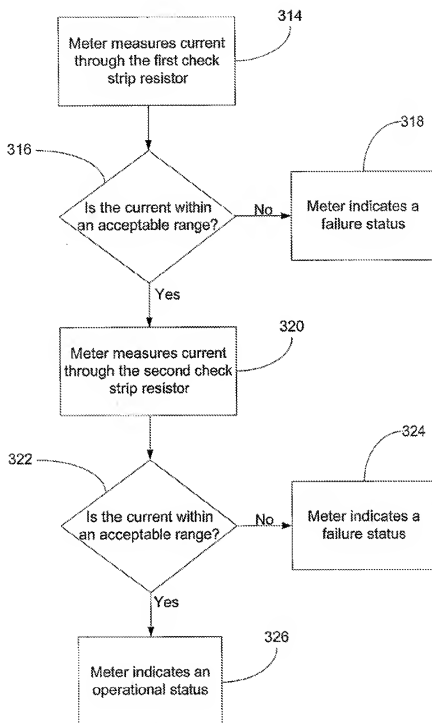 314
Meter measures current
through the first check
strip resistor
316
318
Is the current within
an acceptable range?
No
Meter indicates a
failure status
Yes
320
Meter measures current
through the second check
strip resistor
322
324
Is the current within
an acceptable range?
No
Meter indicates a
failure status
Yes
326
Meter indicates an
operational status